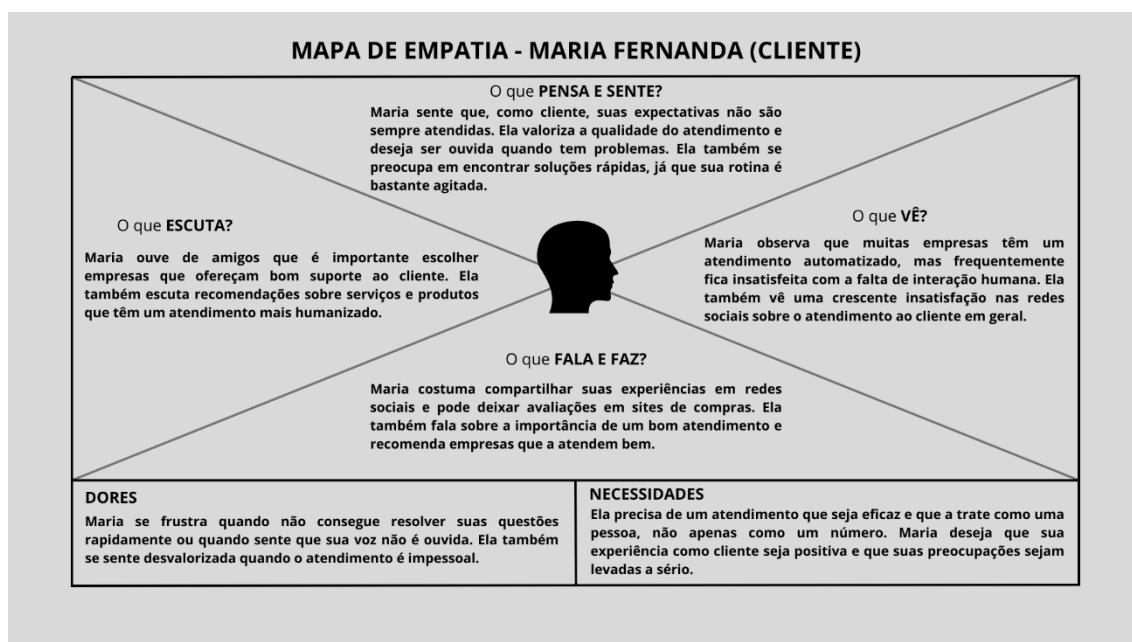 MAPA DE EMPATIA - MARIA FERNANDA (CLIENTE)
O que PENSA E SENTE?
Maria sente que, como cliente, suas expectativas não são
sempre atendidas. Ela valoriza a qualidade do atendimento e
deseja ser ouvida quando tem problemas. Ela também se
preocupa em encontrar soluções rápidas, já que sua rotina é
bastante agitada.
O que ESCUTA?
Maria ouve de amigos que é importante escolher
empresas que ofereçam bom suporte ao cliente. Ela
também escuta recomendações sobre serviços e produtos
que têm um atendimento mais humanizado.
O que VÊ?
Maria observa que muitas empresas têm um
atendimento automatizado, mas frequentemente
fica insatisfeita com a falta de interação humana. Ela
também vê uma crescente insatisfação nas redes
sociais sobre o atendimento ao cliente em geral.
O que FALA E FAZ?
Maria costuma compartilhar suas experiências em redes
sociais e pode deixar avaliações em sites de compras. Ela
também fala sobre a importância de um bom atendimento e
recomenda empresas que a atendem bem.
DORES
Maria se frustra quando não consegue resolver suas questões
rapidamente ou quando sente que sua voz não é ouvida. Ela também
se sente desvalorizada quando o atendimento é impessoal.
NECESSIDADES
Ela precisa de um atendimento que seja eficaz e que a trate como uma
pessoa, não apenas como um número. Maria deseja que sua
experiência como cliente seja positiva e que suas preocupações sejam
levadas a sério.